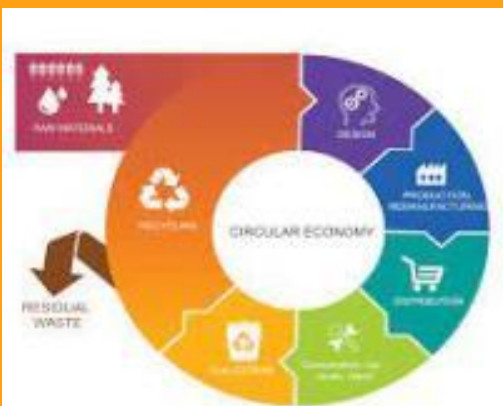 RAW MATERIALS
DESIGN
PRODUCTION
REMANUFACTURING
DISTRIBUTION
RECYCLING
CIRCULAR ECONOMY
RESIDUAL
WASTE
COLLECTION